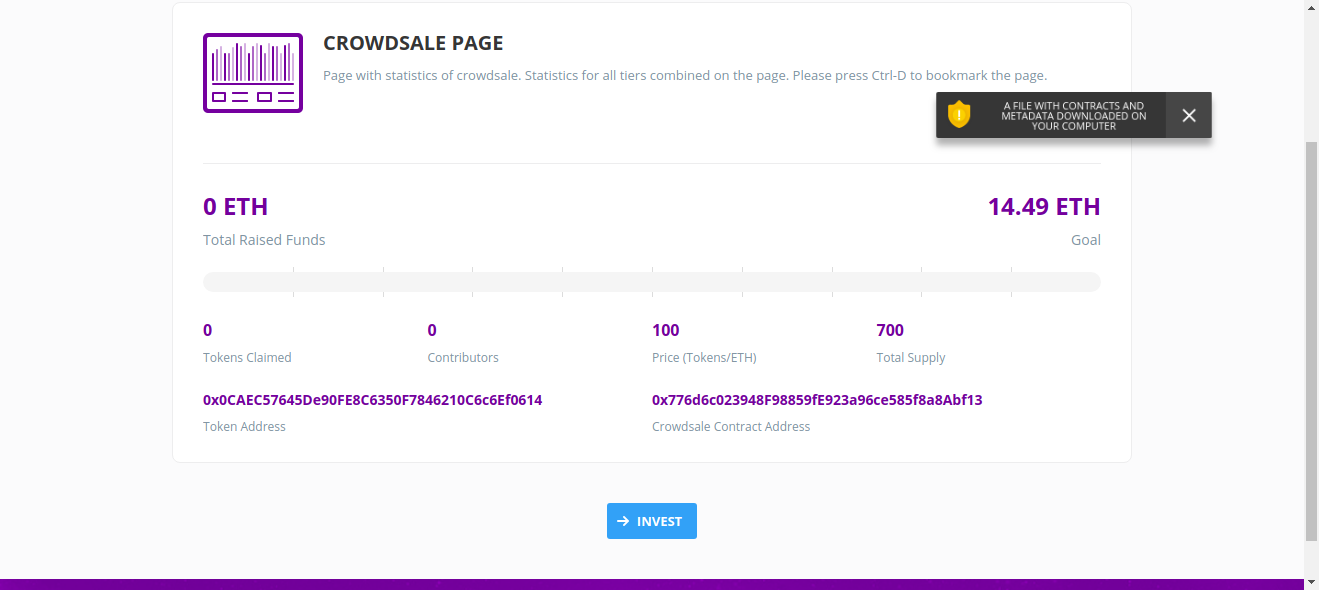 CROWDSALE PAGE
Page with statistics of crowdsale. Statistics for all tiers combined on the page. Please press Ctrl-D to bookmark the page.
A FILE WITH CONTRACTS AND
METADATA DOWNLOADED ON
YOUR COMPUTER
0 ETH
14.49 ETH
Total Raised Funds
Goal
0
0
100
700
Tokens Claimed
Contributors
Price (Tokens/ETH)
Total Supply
0x0CAEC57645De90FE8C6350F7846210C6c6Ef0614
0x776d6c023948F98859fE923a96ce585f8a8Abf13
Token Address
Crowdsale Contract Address
INVEST